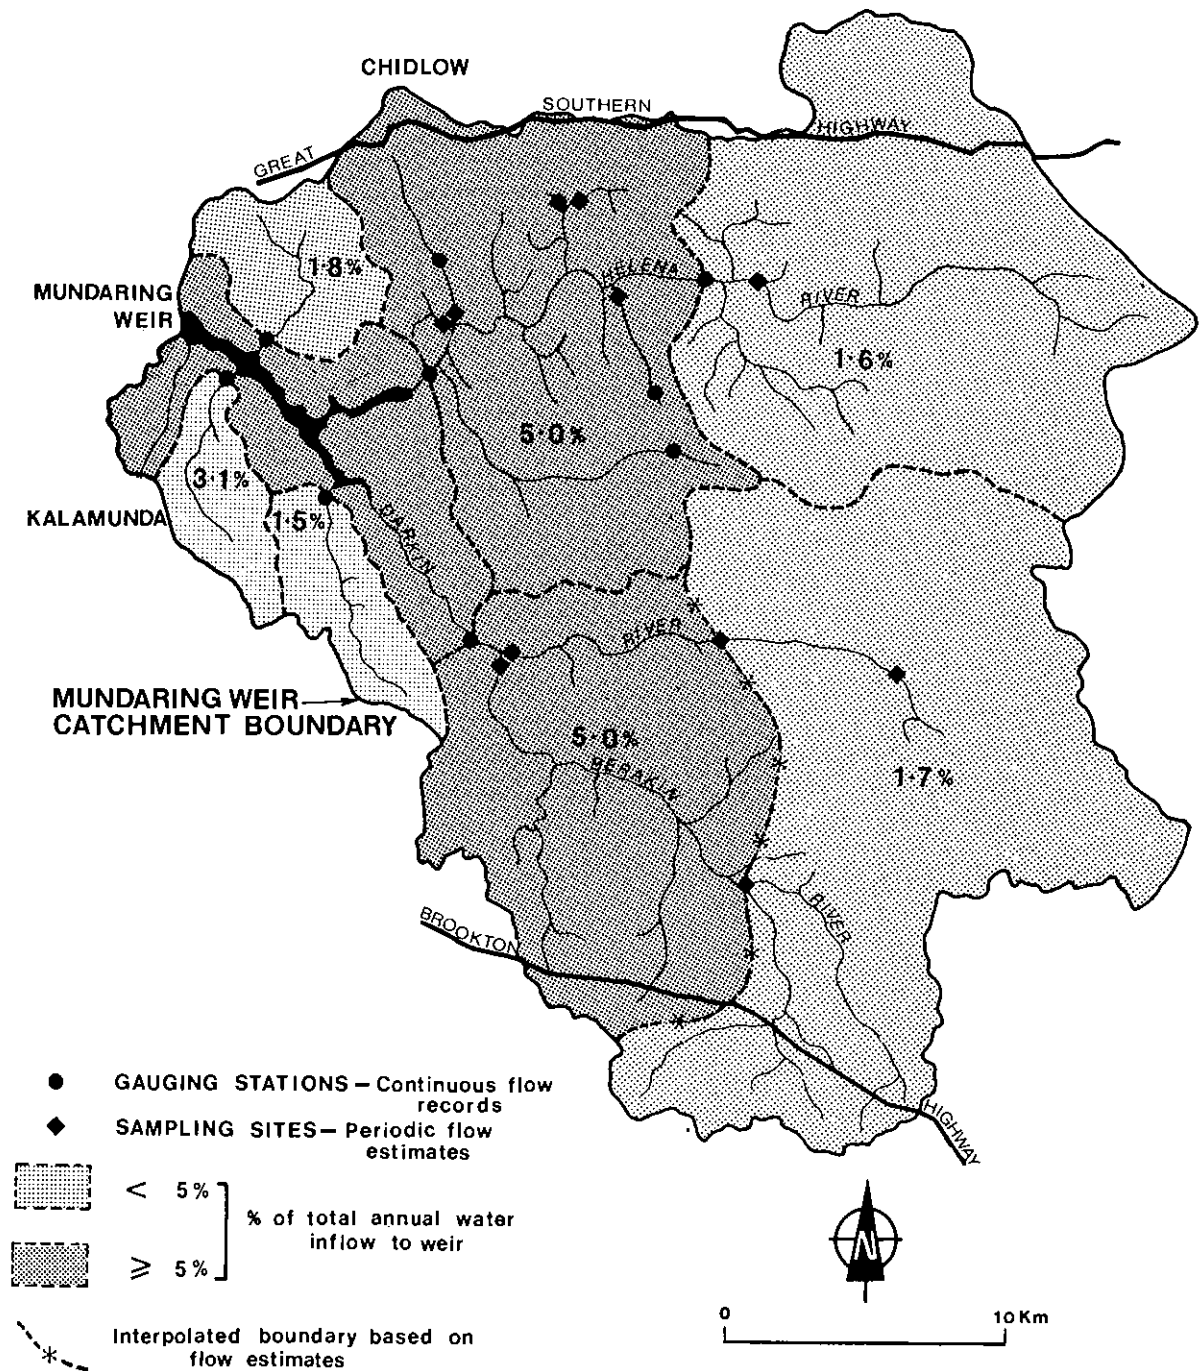 CHIDLOW
SOUTHERN
HIGHWAY
GREAT
1·8%
HELENA
MUNDARING
WEIR
RIVER
1·6%
5·0%
3·1%
KALAMUNDA
1·5%
DARKIN
RIVER
MUNDARING WEIR
CATCHMENT BOUNDARY
5·0%
BERAKIN
1·7%
RIVER
BROOKTON
HIGHWAY
GAUGING STATIONS – Continuous flow
records
SAMPLING SITES – Periodic flow
estimates
< 5%
% of total annual water
inflow to weir
⩾ 5%
Interpolated boundary based on
flow estimates
N
0 10 Km